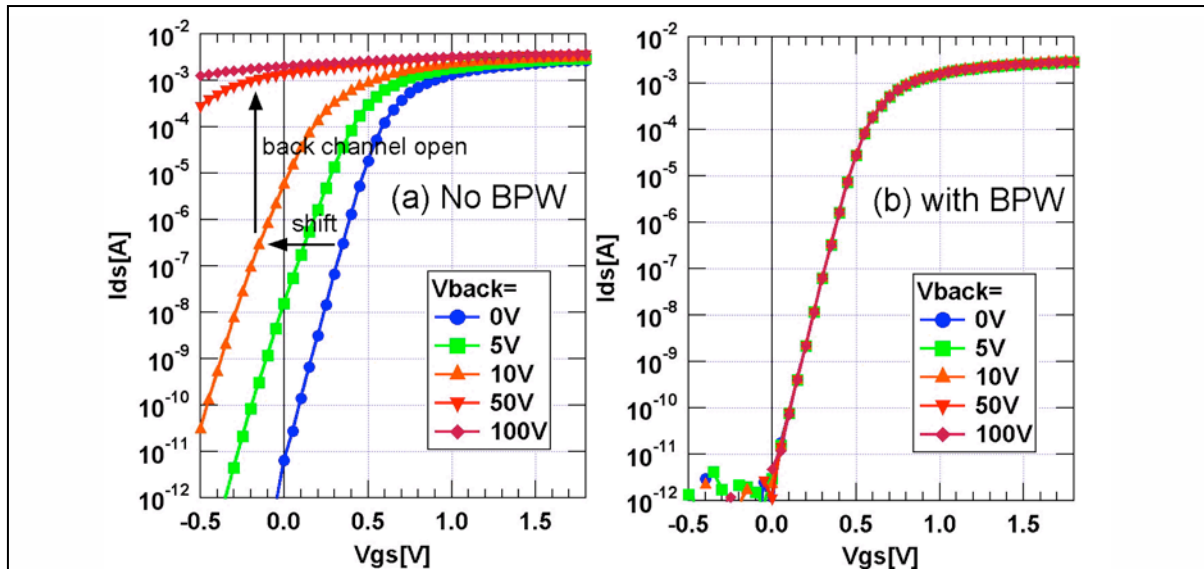 10⁻²
10⁻³
10⁻⁴
10⁻⁵
10⁻⁶
10⁻⁷
10⁻⁸
10⁻⁹
10⁻¹⁰
10⁻¹¹
10⁻¹²
Ids[A]
back channel open
(a) No BPW
shift
Vback=
0V
5V
10V
50V
100V
-0.5 0.0 0.5 1.0 1.5
Vgs[V]
10⁻²
10⁻³
10⁻⁴
10⁻⁵
10⁻⁶
10⁻⁷
10⁻⁸
10⁻⁹
10⁻¹⁰
10⁻¹¹
10⁻¹²
Ids[A]
(b) with BPW
Vback=
0V
5V
10V
50V
100V
-0.5 0.0 0.5 1.0 1.5
Vgs[V]